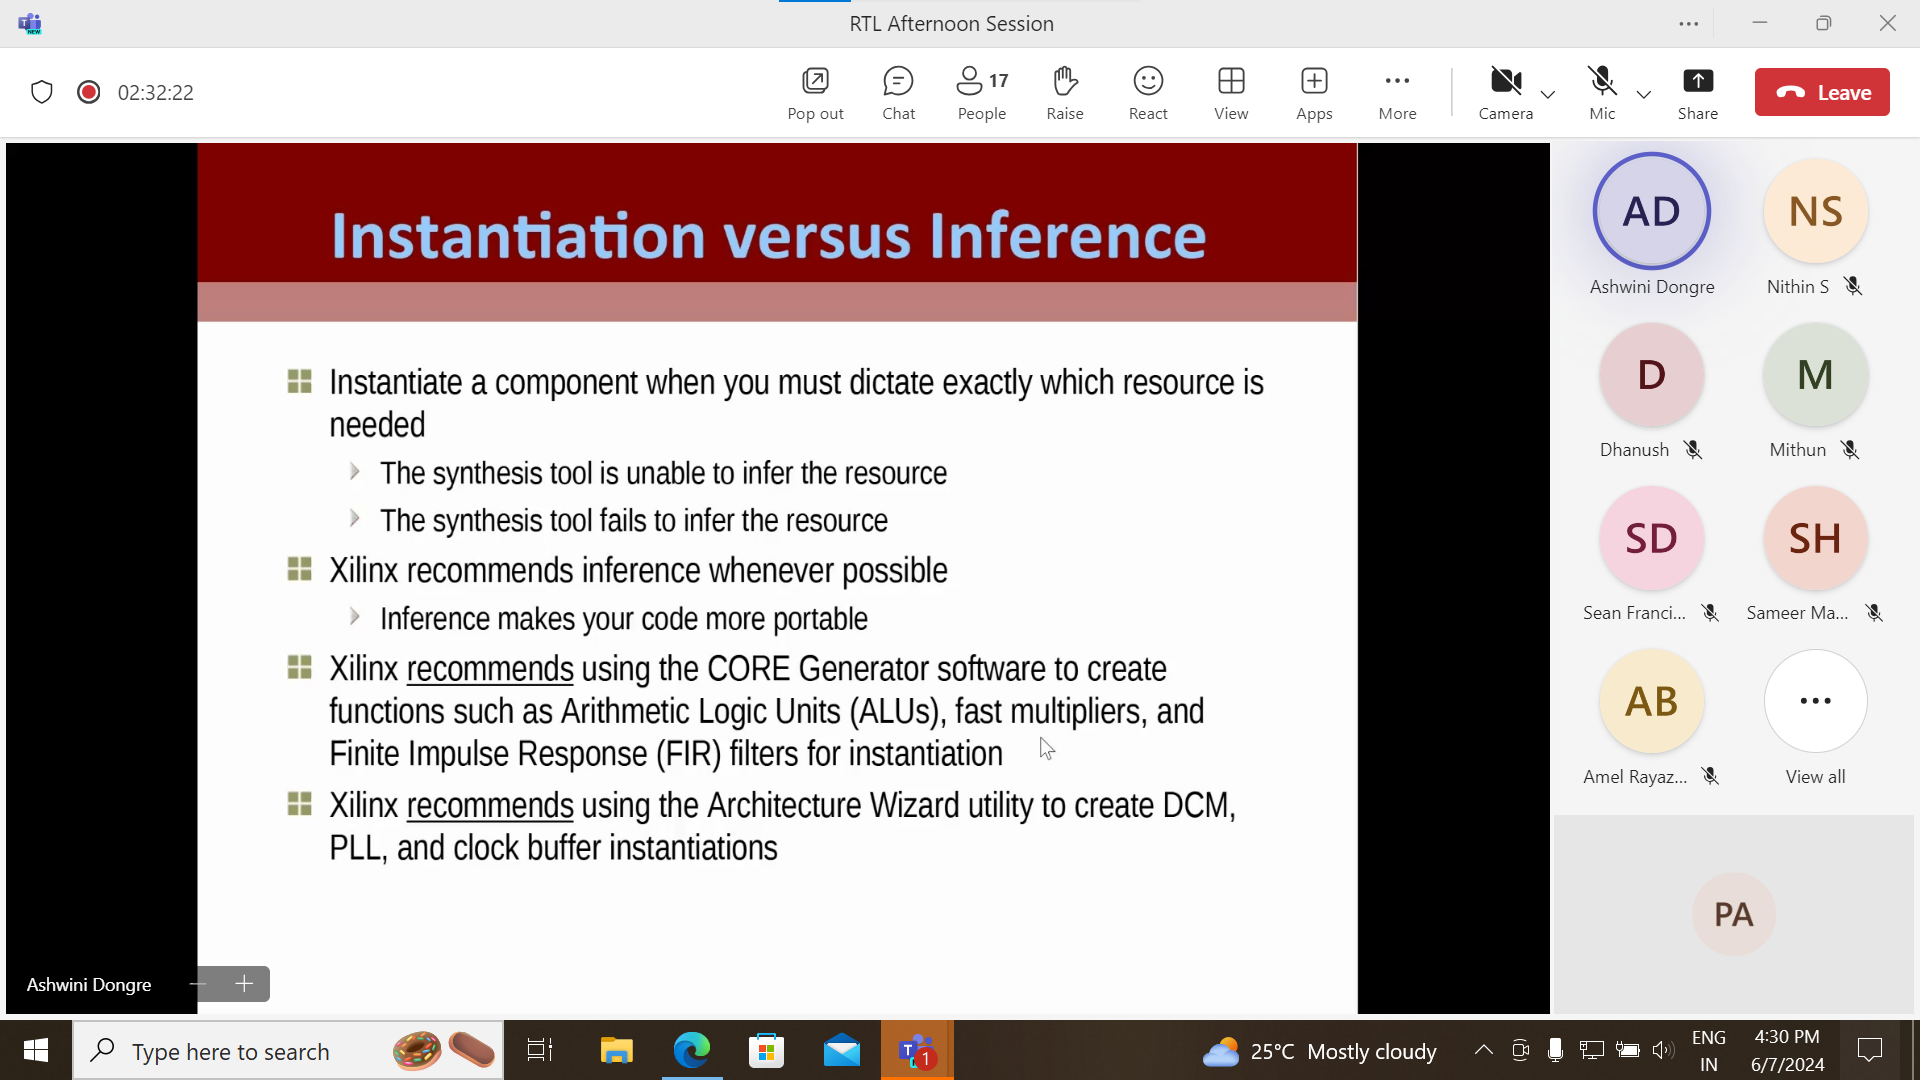 RTL Afternoon Session
NEW
02:32:22
Pop out
Chat
17
People
Raise
React
View
Apps
More
Camera
Mic
Share
Leave
Instantiation versus Inference
Instantiate a component when you must dictate exactly which resource is
needed
The synthesis tool is unable to infer the resource
The synthesis tool fails to infer the resource
Xilinx recommends inference whenever possible
Inference makes your code more portable
Xilinx recommends using the CORE Generator software to create
functions such as Arithmetic Logic Units (ALUs), fast multipliers, and
Finite Impulse Response (FIR) filters for instantiation
Xilinx recommends using the Architecture Wizard utility to create DCM,
PLL, and clock buffer instantiations
Ashwini Dongre
AD
Ashwini Dongre
NS
Nithin S
D
Dhanush
M
Mithun
SD
Sean Franci...
SH
Sameer Ma...
AB
Amel Rayaz...
View all
PA
Type here to search
1
25°C Mostly cloudy
ENG
IN
4:30 PM
6/7/2024